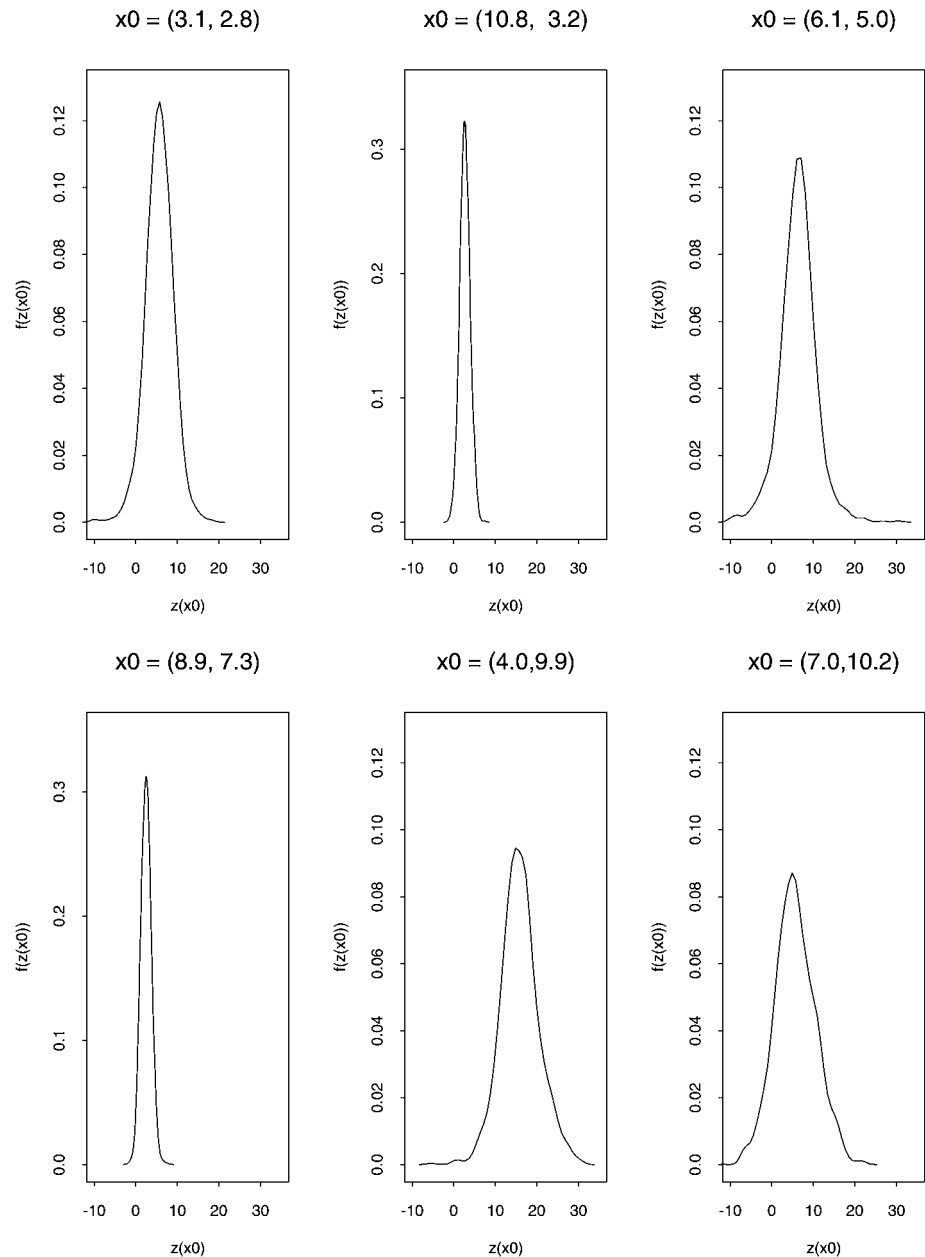 x0 = (3.1, 2.8)
x0 = (10.8, 3.2)
x0 = (6.1, 5.0)
f(z(x0))
0.0 0.02 0.04 0.06 0.08 0.10 0.12
-10 0 10 20 30
z(x0)
f(z(x0))
0.0 0.1 0.2 0.3
-10 0 10 20 30
z(x0)
f(z(x0))
0.0 0.02 0.04 0.06 0.08 0.10 0.12
-10 0 10 20 30
z(x0)
x0 = (8.9, 7.3)
x0 = (4.0,9.9)
x0 = (7.0,10.2)
f(z(x0))
0.0 0.1 0.2 0.3
-10 0 10 20 30
z(x0)
f(z(x0))
0.0 0.02 0.04 0.06 0.08 0.10 0.12
-10 0 10 20 30
z(x0)
f(z(x0))
0.0 0.02 0.04 0.06 0.08 0.10 0.12
-10 0 10 20 30
z(x0)